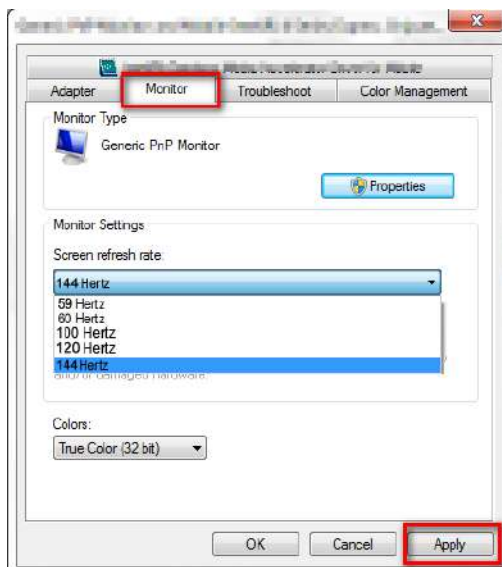 Adapter
Monitor
Troubleshoot
Color Management
Monitor Type
Generic PnP Monitor
Properties
Monitor Settings
Screen refresh rate:
144 Hertz
59 Hertz
60 Hertz
100 Hertz
120 Hertz
144 Hertz
and/or damaged hardware.
Colors:
True Color (32 bit)
OK
Cancel
Apply